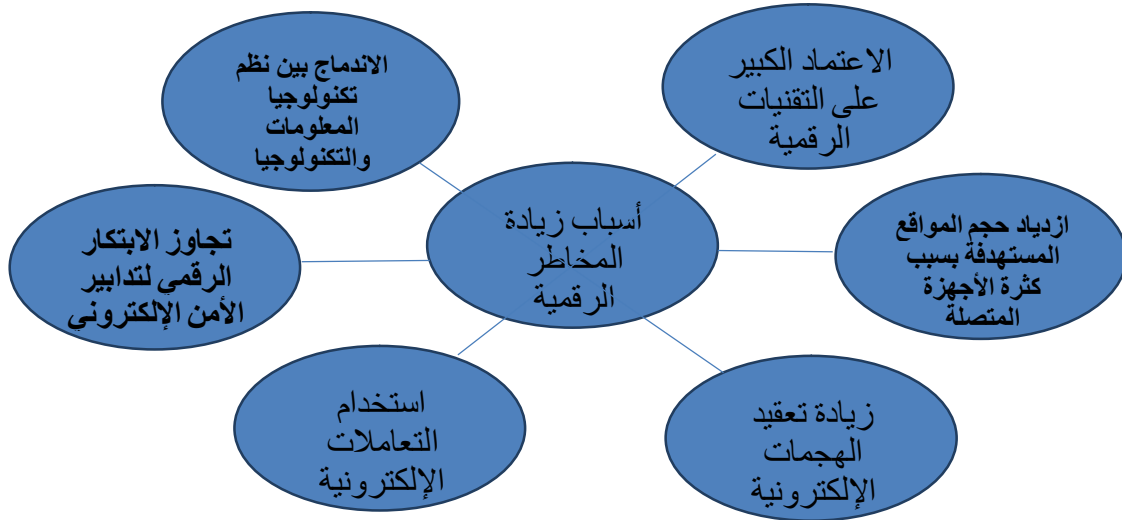 أسباب زيادة
المخاطر
الرقمية
الاعتماد الكبير
على التقنيات
الرقمية
ازدياد حجم المواقع
المستهدفة بسبب
كثرة الأجهزة
المتصلة
زيادة تعقيد
الهجمات
الإلكترونية
استخدام
التعاملات
الإلكترونية
تجاوز الابتكار
الرقمي لتدابير
الأمن الإلكتروني
الاندماج بين نظم
تكنولوجيا
المعلومات
والتكنولوجيا